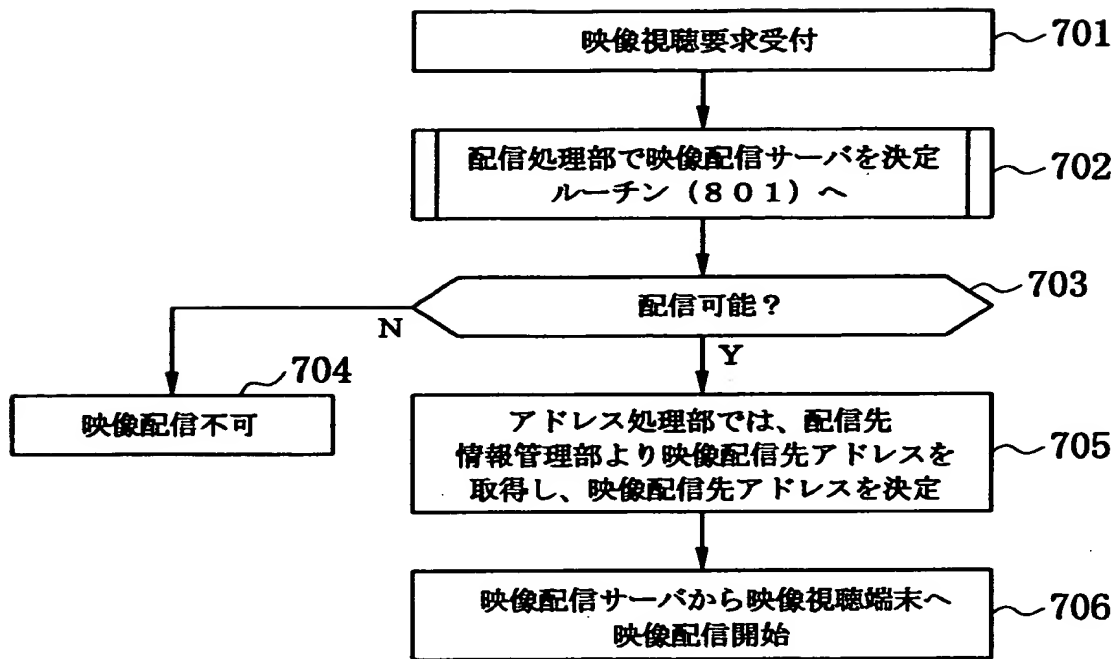 映像視聴要求受付
701
配信処理部で映像配信サーバを決定
ルーチン（８０１）へ
702
配信可能？
703
N
Y
704
映像配信不可
アドレス処理部では、配信先
情報管理部より映像配信先アドレスを
取得し、映像配信先アドレスを決定
705
映像配信サーバから映像視聴端末へ
映像配信開始
706